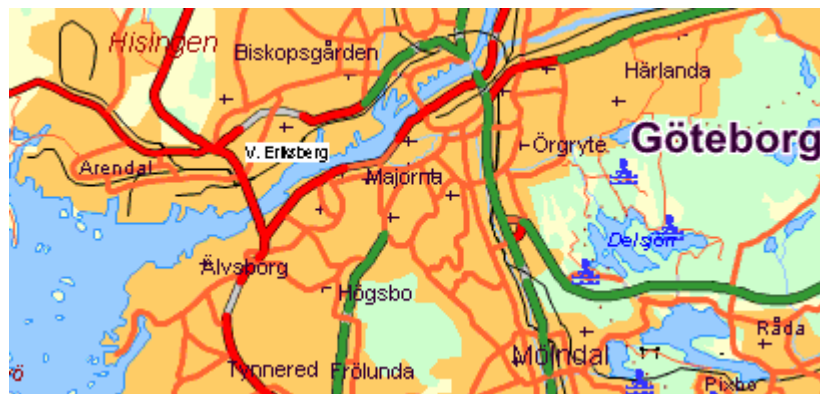 Hisingen
Biskopsgården
Härlanda
V. Eriksberg
Örgryte
Göteborg
Arendal
Majorna
Delsjön
Älvsborg
Högsbo
Råda
Mölndal
Tynnered
Frölunda
Pixbo